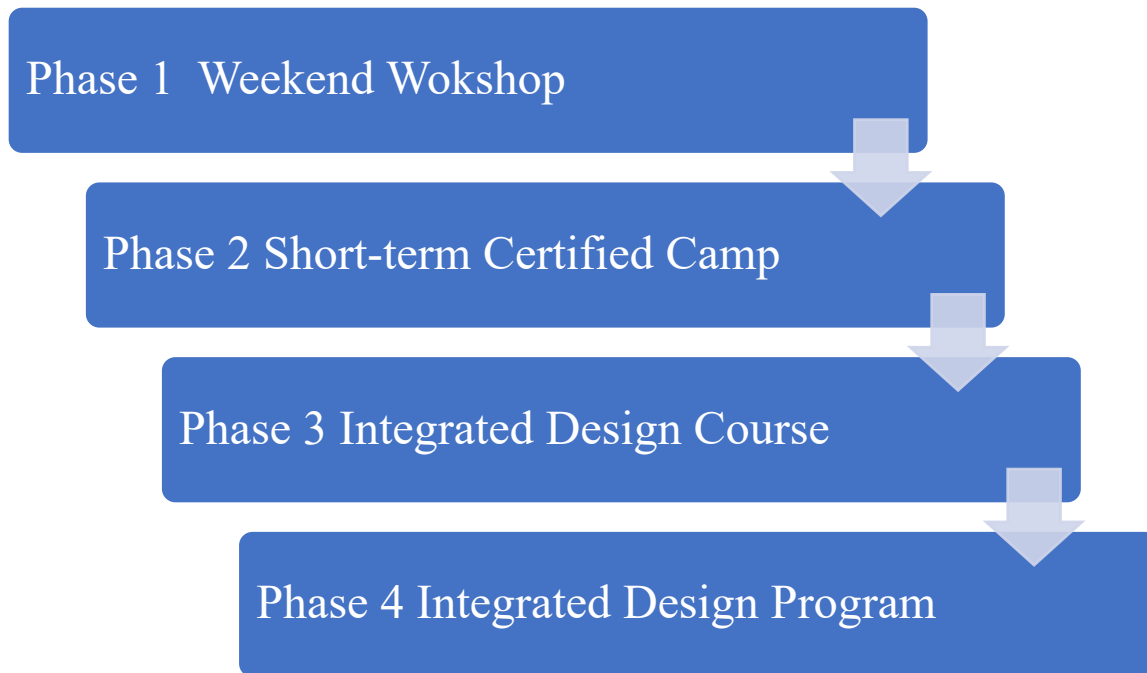 Phase 1  Weekend Wokshop
Phase 2 Short-term Certified Camp
Phase 3 Integrated Design Course
Phase 4 Integrated Design Program